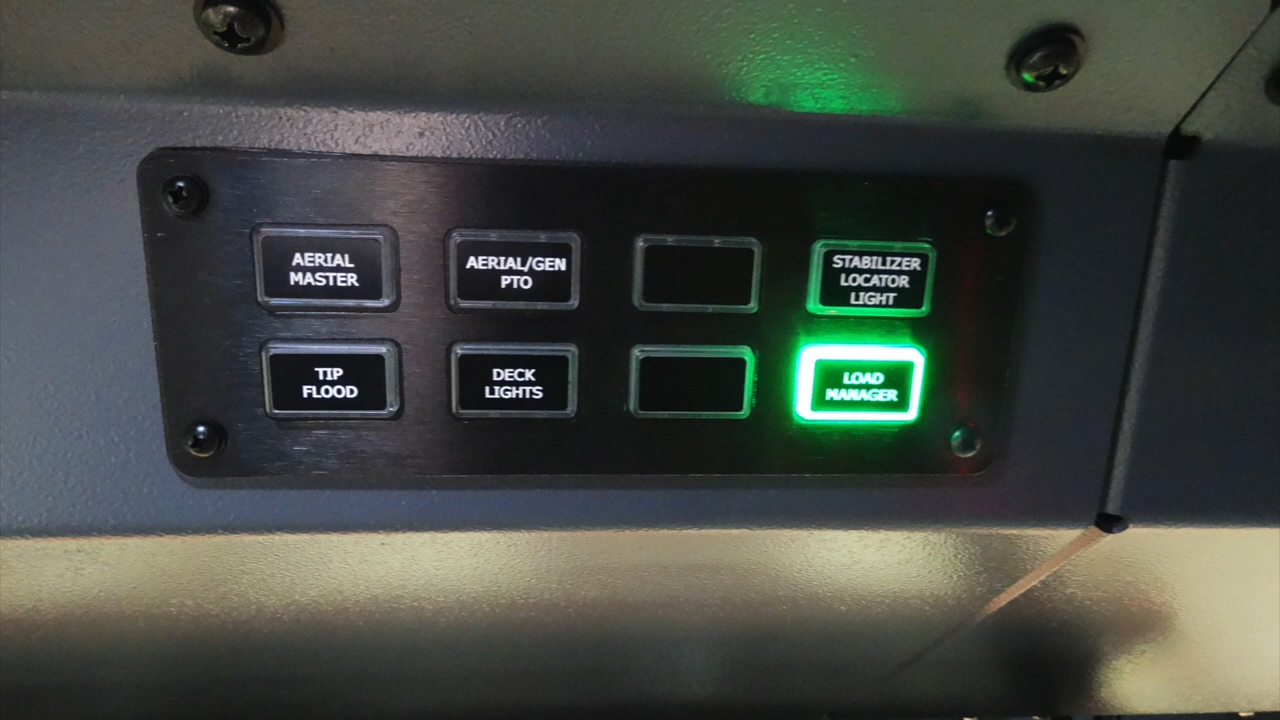 AERIAL
MASTER
AERIAL/GEN
PTO
STABILIZER
LOCATOR
LIGHT
TIP
FLOOD
DECK
LIGHTS
LOAD
MANAGER